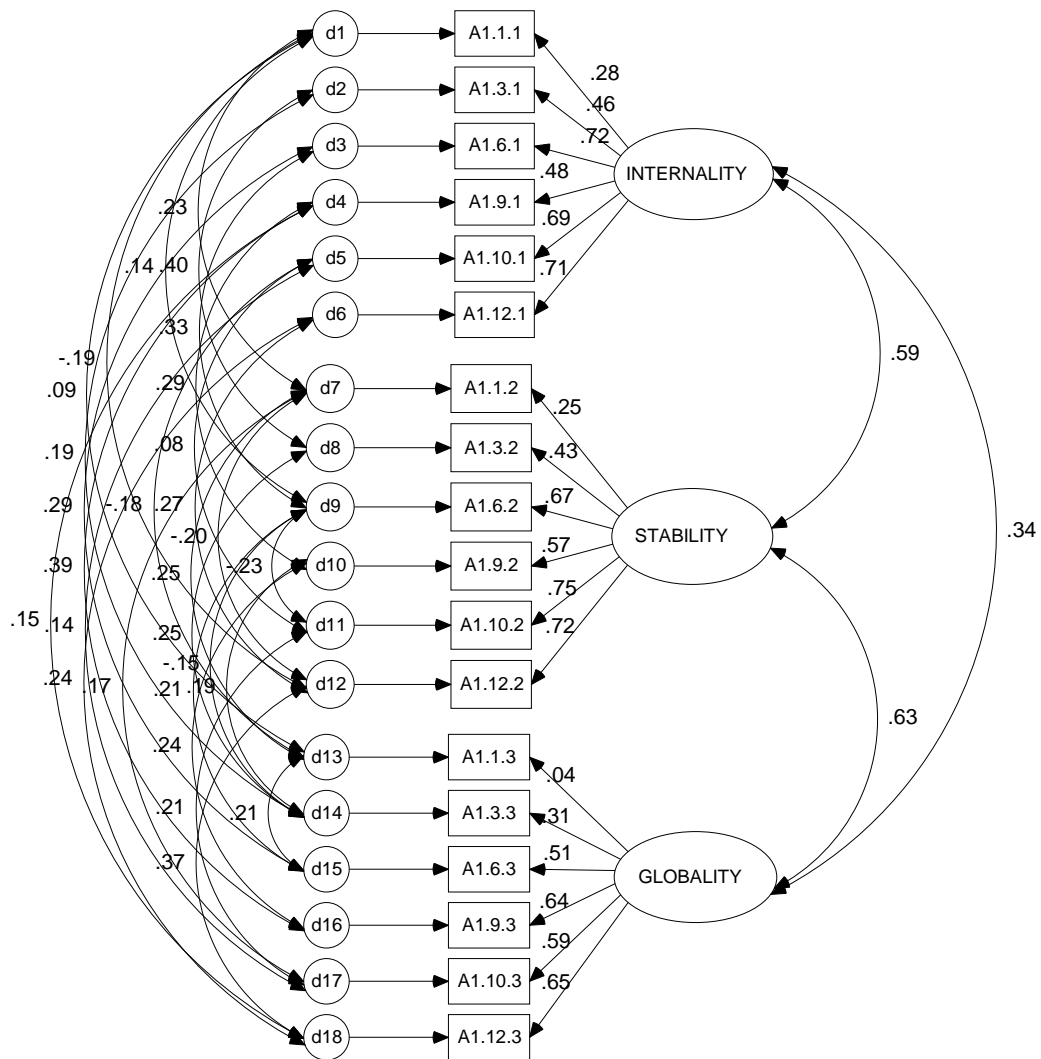 d1 A1.1.1
.28
d2 A1.3.1
.46
.72
d3 A1.6.1
.48
INTERNALITY
d4 A1.9.1
.23
.69
d5 A1.10.1
.14 .40
.71
d6 A1.12.1
.33
-.19
.59
.09
.29
d7 A1.1.2
.25
.19
.08
d8 A1.3.2
.43
.29
-.18
.27
d9 A1.6.2
.67
-.20
STABILITY
.34
.39
.25
-.23
d10 A1.9.2
.57
.15
.14
.25
d11 A1.10.2
.75
.72
.24
.17
-.15
.21
.19
d12 A1.12.2
.63
.24
d13 A1.1.3
.04
.21
.21
d14 A1.3.3
.31
.37
d15 A1.6.3
.51
GLOBALITY
.64
d16 A1.9.3
.59
d17 A1.10.3
.65
d18 A1.12.3